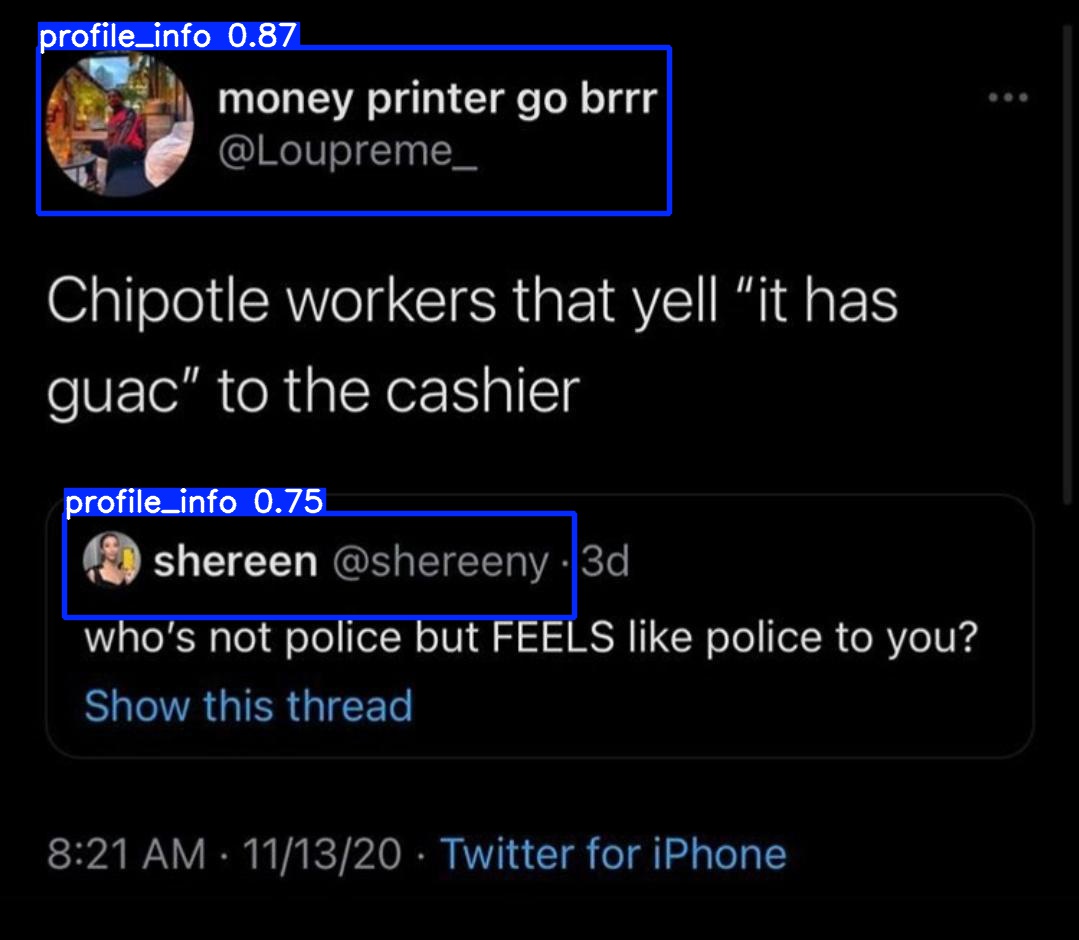 profile_info 0.87
money printer go brrr
@Loupreme_
Chipotle workers that yell “it has
guac” to the cashier
profile_info 0.75
shereen @shereeny · 3d
who's not police but FEELS like police to you?
Show this thread
8:21 AM · 11/13/20 · Twitter for iPhone